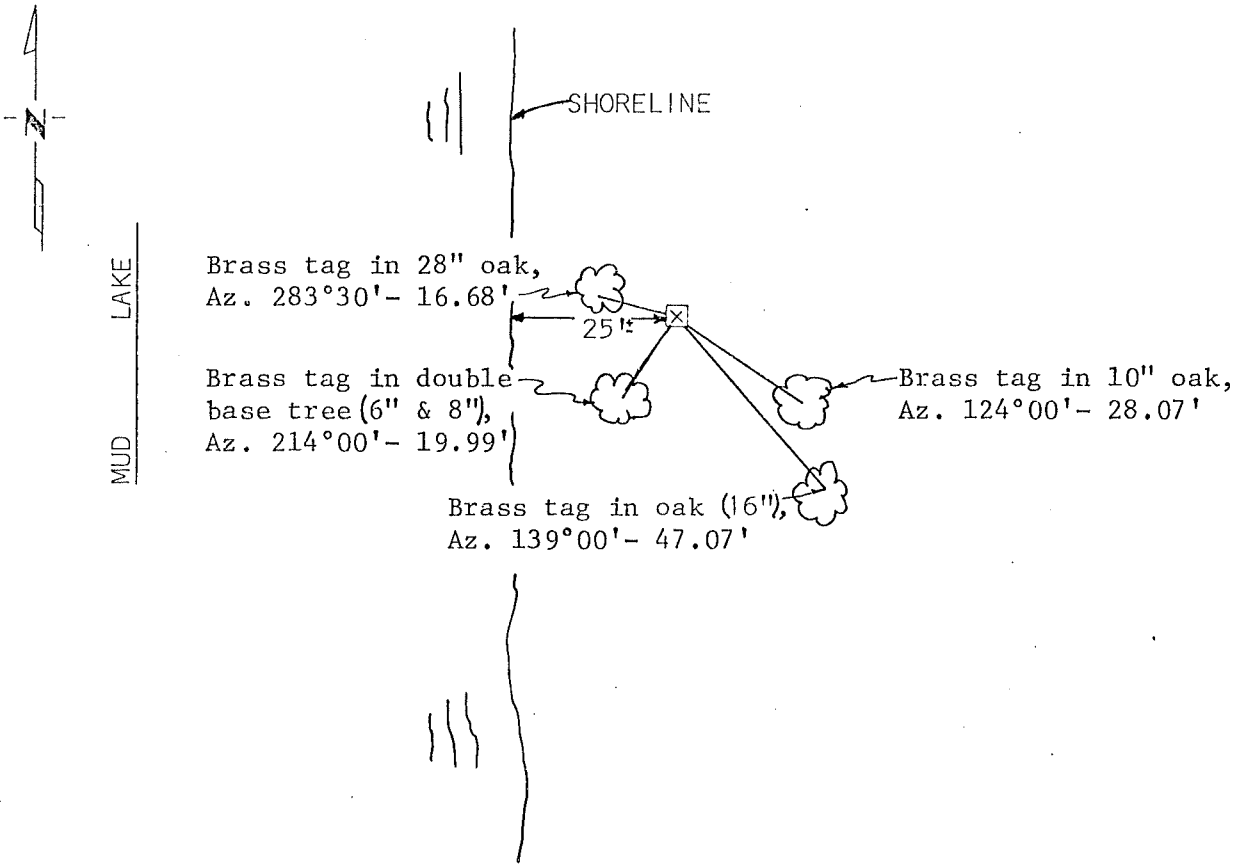 N
SHORELINE
MUD LAKE
Brass tag in 28" oak,
Az. 283°30'- 16.68'
25'±
Brass tag in double
base tree (6" & 8"),
Az. 214°00'- 19.99'
Brass tag in 10" oak,
Az. 124°00'- 28.07'
Brass tag in oak (16"),
Az. 139°00'- 47.07'